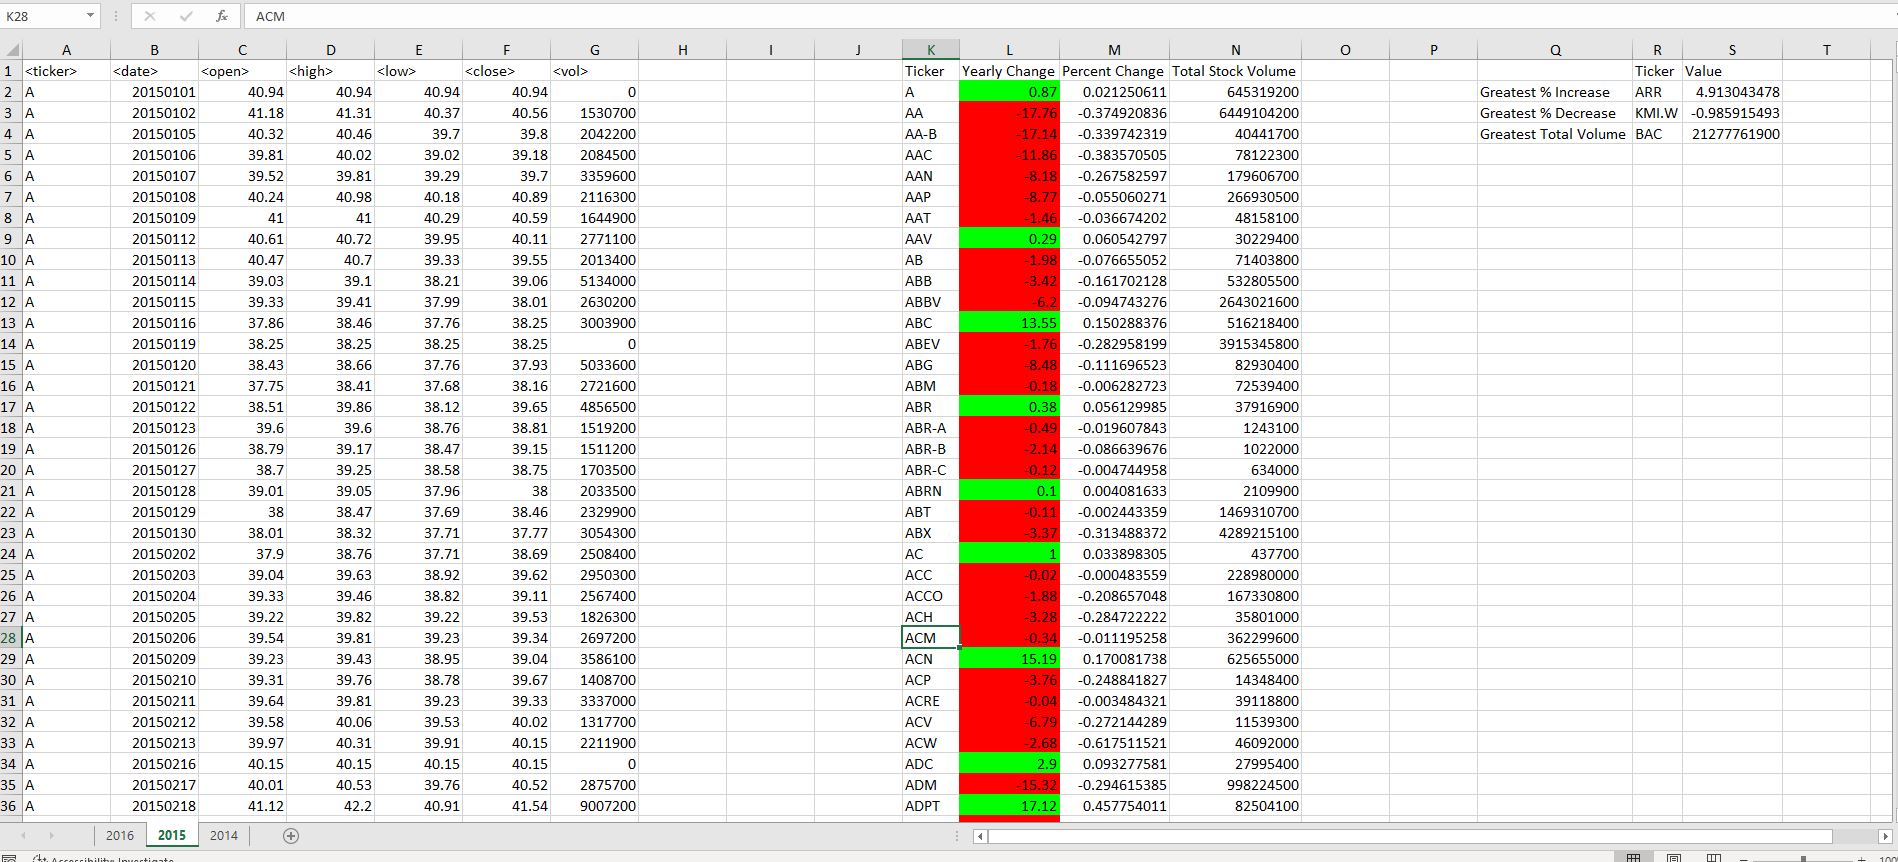 K28 fx ACM
A B C D E F G H I J K L M N O P Q R S T
1 <ticker> <date> <open> <high> <low> <close> <vol> Ticker Yearly Change Percent Change Total Stock Volume Ticker Value
2 A 20150101 40.94 40.94 40.94 40.94 0 A 0.87 0.021250611 645319200 Greatest % Increase ARR 4.913043478
3 A 20150102 41.18 41.31 40.37 40.56 1530700 AA -17.76 -0.374920836 6449104200 Greatest % Decrease KMI.W -0.985915493
4 A 20150105 40.32 40.46 39.7 39.8 2042200 AA-B -17.14 -0.339742319 40441700 Greatest Total Volume BAC 21277761900
5 A 20150106 39.81 40.02 39.02 39.18 2084500 AAC -11.86 -0.383570505 78122300
6 A 20150107 39.52 39.81 39.29 39.7 3359600 AAN -8.18 -0.267582597 179606700
7 A 20150108 40.24 40.98 40.18 40.89 2116300 AAP -8.77 -0.055060271 266930500
8 A 20150109 41 41 40.29 40.59 1644900 AAT -1.46 -0.036674202 48158100
9 A 20150112 40.61 40.72 39.95 40.11 2771100 AAV 0.29 0.060542797 30229400
10 A 20150113 40.47 40.7 39.33 39.55 2013400 AB -1.98 -0.076655052 71403800
11 A 20150114 39.03 39.1 38.21 39.06 5134000 ABB -3.42 -0.161702128 532805500
12 A 20150115 39.33 39.41 37.99 38.01 2630200 ABBV -6.2 -0.094743276 2643021600
13 A 20150116 37.86 38.46 37.76 38.25 3003900 ABC 13.55 0.150288376 516218400
14 A 20150119 38.25 38.25 38.25 38.25 0 ABEV -1.76 -0.282958199 3915345800
15 A 20150120 38.43 38.66 37.76 37.93 5033600 ABG -8.48 -0.111696523 82930400
16 A 20150121 37.75 38.41 37.68 38.16 2721600 ABM -0.18 -0.006282723 72539400
17 A 20150122 38.51 39.86 38.12 39.65 4856500 ABR 0.38 0.056129985 37916900
18 A 20150123 39.6 39.6 38.76 38.81 1519200 ABR-A -0.49 -0.019607843 1243100
19 A 20150126 38.79 39.17 38.47 39.15 1511200 ABR-B -2.14 -0.086639676 1022000
20 A 20150127 38.7 39.25 38.58 38.75 1703500 ABR-C -0.12 -0.004744958 634000
21 A 20150128 39.01 39.05 37.96 38 2033500 ABRN 0.1 0.004081633 2109900
22 A 20150129 38 38.47 37.69 38.46 2329900 ABT -0.11 -0.002443359 1469310700
23 A 20150130 38.01 38.32 37.71 37.77 3054300 ABX -3.37 -0.313488372 4289215100
24 A 20150202 37.9 38.76 37.71 38.69 2508400 AC 1 0.033898305 437700
25 A 20150203 39.04 39.63 38.92 39.62 2950300 ACC -0.02 -0.000483559 228980000
26 A 20150204 39.33 39.46 38.82 39.11 2567400 ACCO -1.88 -0.208657048 167330800
27 A 20150205 39.22 39.82 39.22 39.53 1826300 ACH -3.28 -0.284722222 35801000
28 A 20150206 39.54 39.81 39.23 39.34 2697200 ACM -0.34 -0.011195258 362299600
29 A 20150209 39.23 39.43 38.95 39.04 3586100 ACN 15.19 0.170081738 625655000
30 A 20150210 39.31 39.76 38.78 39.67 1408700 ACP -3.76 -0.248841827 14348400
31 A 20150211 39.64 39.81 39.23 39.33 3337000 ACRE -0.04 -0.003484321 39118800
32 A 20150212 39.58 40.06 39.53 40.02 1317700 ACV -6.79 -0.272144289 11539300
33 A 20150213 39.97 40.31 39.91 40.15 2211900 ACW -2.68 -0.617511521 46092000
34 A 20150216 40.15 40.15 40.15 40.15 0 ADC 2.9 0.093277581 27995400
35 A 20150217 40.01 40.53 39.76 40.52 2875700 ADM -15.32 -0.294615385 998224500
36 A 20150218 41.12 42.2 40.91 41.54 9007200 ADPT 17.12 0.457754011 82504100
2016 2015 2014
Accessibility: Investigate